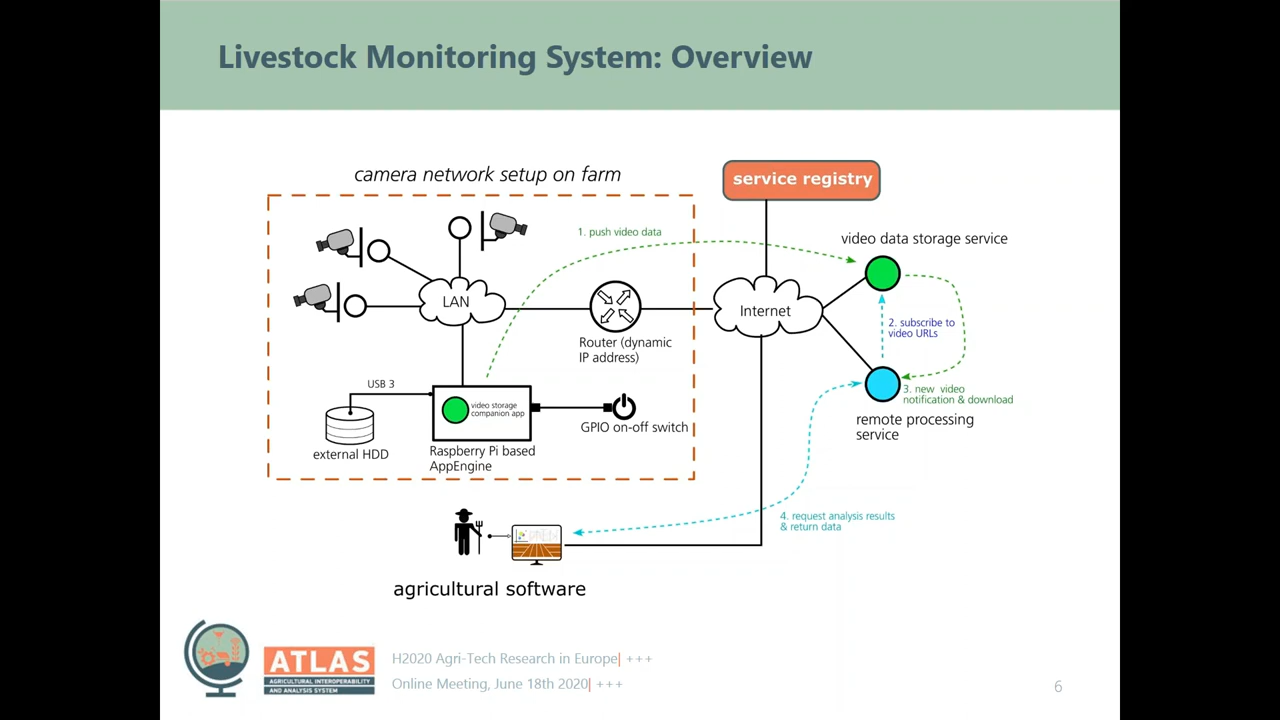 Livestock Monitoring System: Overview
camera network setup on farm
service registry
1. push video data
video data storage service
LAN
Internet
Router (dynamic
IP address)
2. subscribe to
video URLs
USB 3
video storage
companion app
3. new video
notification & download
GPIO on-off switch
remote processing
service
external HDD
Raspberry Pi based
AppEngine
4. request analysis results
& return data
agricultural software
ATLAS
AGRICULTURAL INTEROPERABILITY
AND ANALYSIS SYSTEM
H2020 Agri-Tech Research in Europe| +++
Online Meeting, June 18th 2020| +++
6